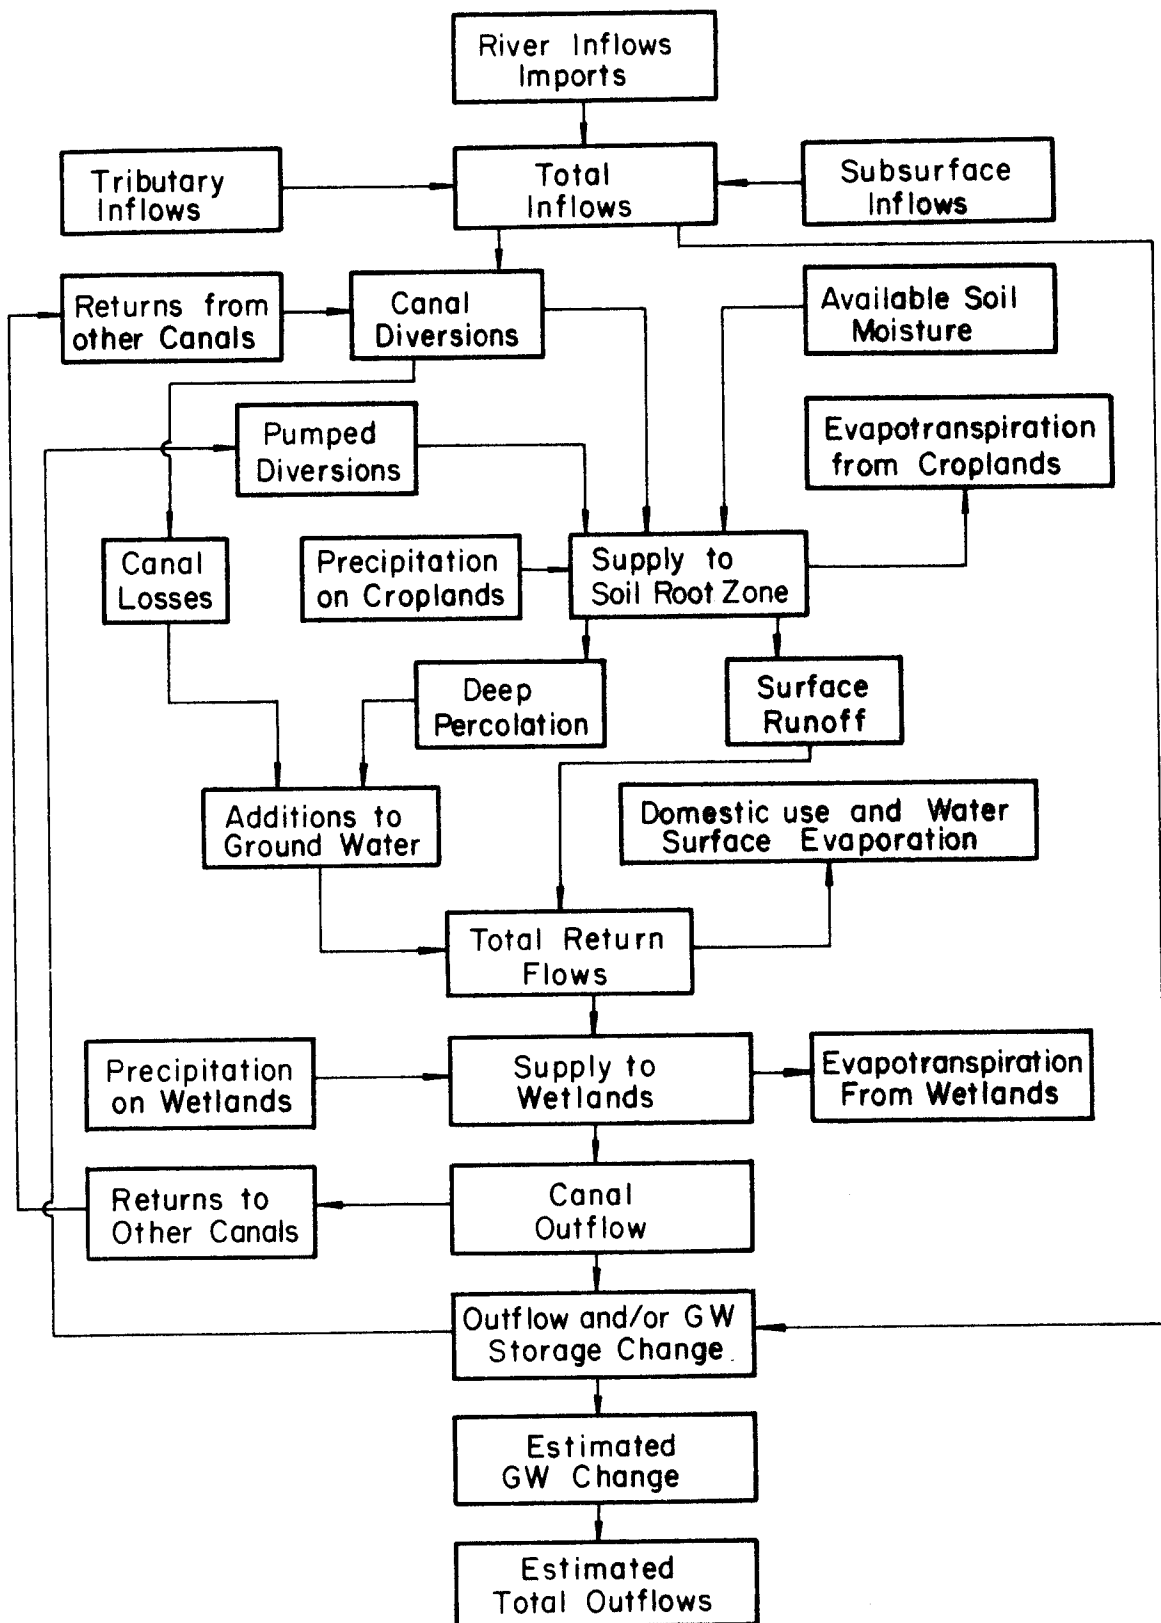 River Inflows
Imports
Tributary
Inflows
Total
Inflows
Subsurface
Inflows
Returns from
other Canals
Canal
Diversions
Available Soil
Moisture
Pumped
Diversions
Evapotranspiration
from Croplands
Canal
Losses
Precipitation
on Croplands
Supply to
Soil Root Zone
Deep
Percolation
Surface
Runoff
Additions to
Ground Water
Domestic use and Water
Surface Evaporation
Total Return
Flows
Precipitation
on Wetlands
Supply to
Wetlands
Evapotranspiration
From Wetlands
Returns to
Other Canals
Canal
Outflow
Outflow and/or GW
Storage Change
Estimated
GW Change
Estimated
Total Outflows